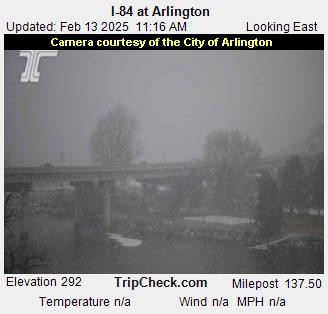 I-84 at Arlington
Updated: Feb 13 2025 11:16 AM Looking East
Camera courtesy of the City of Arlington
Elevation 292 TripCheck.com Milepost 137.50
Temperature n/a Wind n/a MPH n/a